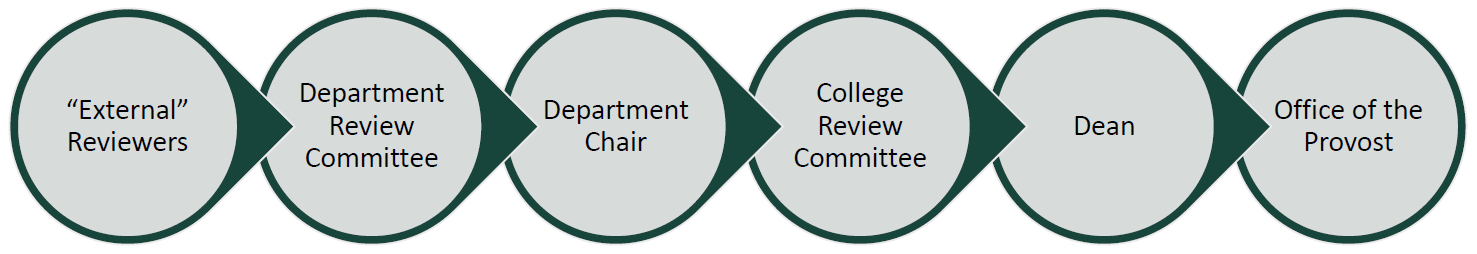 “External”
Reviewers
Department
Review
Committee
Department
Chair
College
Review
Committee
Dean
Office of the
Provost